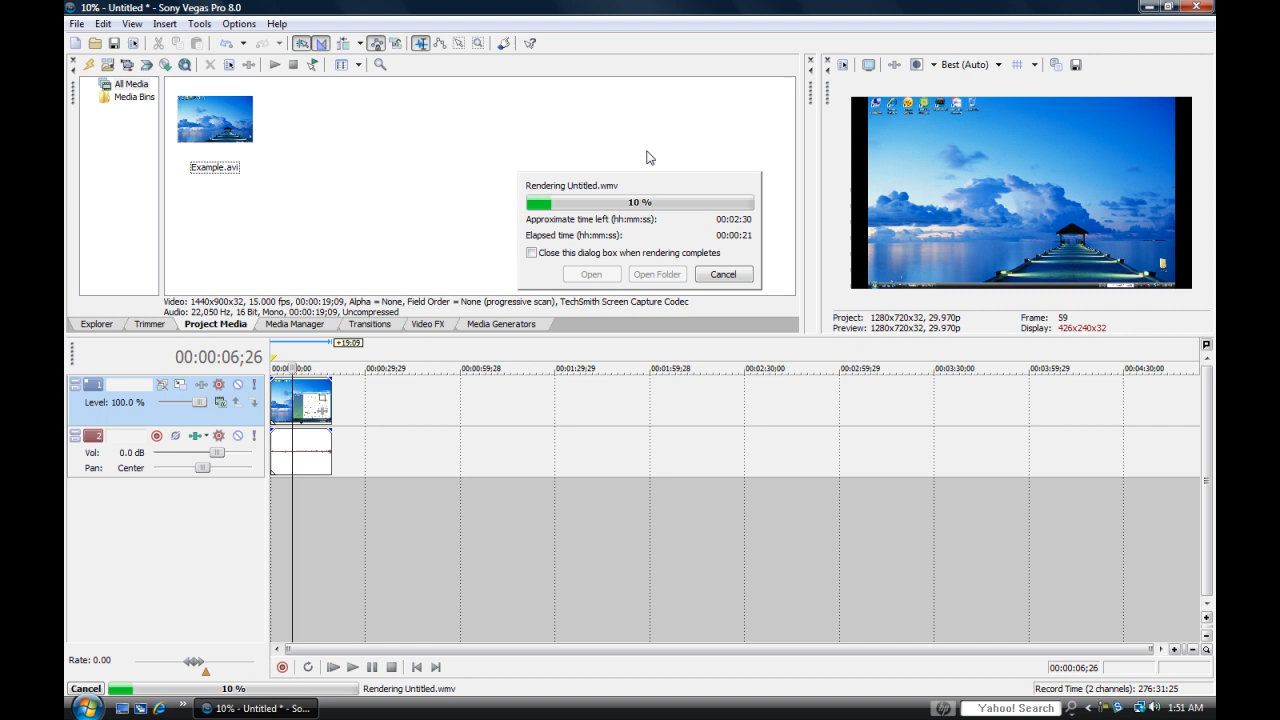 10% - Untitled * - Sony Vegas Pro 8.0
File Edit View Insert Tools Options Help
Best (Auto)
All Media
Media Bins
Example.avi
Rendering Untitled.wmv
10 %
Approximate time left (hh:mm:ss): 00:02:30
Elapsed time (hh:mm:ss): 00:00:21
Close this dialog box when rendering completes
Open Open Folder Cancel
Video: 1440x900x32, 15.000 fps, 00:00:19;09, Alpha = None, Field Order = None (progressive scan), TechSmith Screen Capture Codec
Audio: 22,050 Hz, 16 Bit, Mono, 00:00:19;09, Uncompressed
Explorer Trimmer Project Media Media Manager Transitions Video FX Media Generators
Project: 1280x720x32, 29.970p Frame: 59
Preview: 1280x720x32, 29.970p Display: 426x240x32
00:00:06;26
+19;09
00:00:29;29 00:00:59;28 00:01:29;29 00:01:59;28 00:02:30;00 00:02:59;28 00:03:30;00 00:03:59;29 00:04:30;00
1
Level: 100.0 %
2
Vol: 0.0 dB
Pan: Center
Rate: 0.00
00:00:06;26
Cancel 10 % Rendering Untitled.wmv Record Time (2 channels): 276:31:25
10% - Untitled * - So... hp Yahoo! Search 1:51 AM